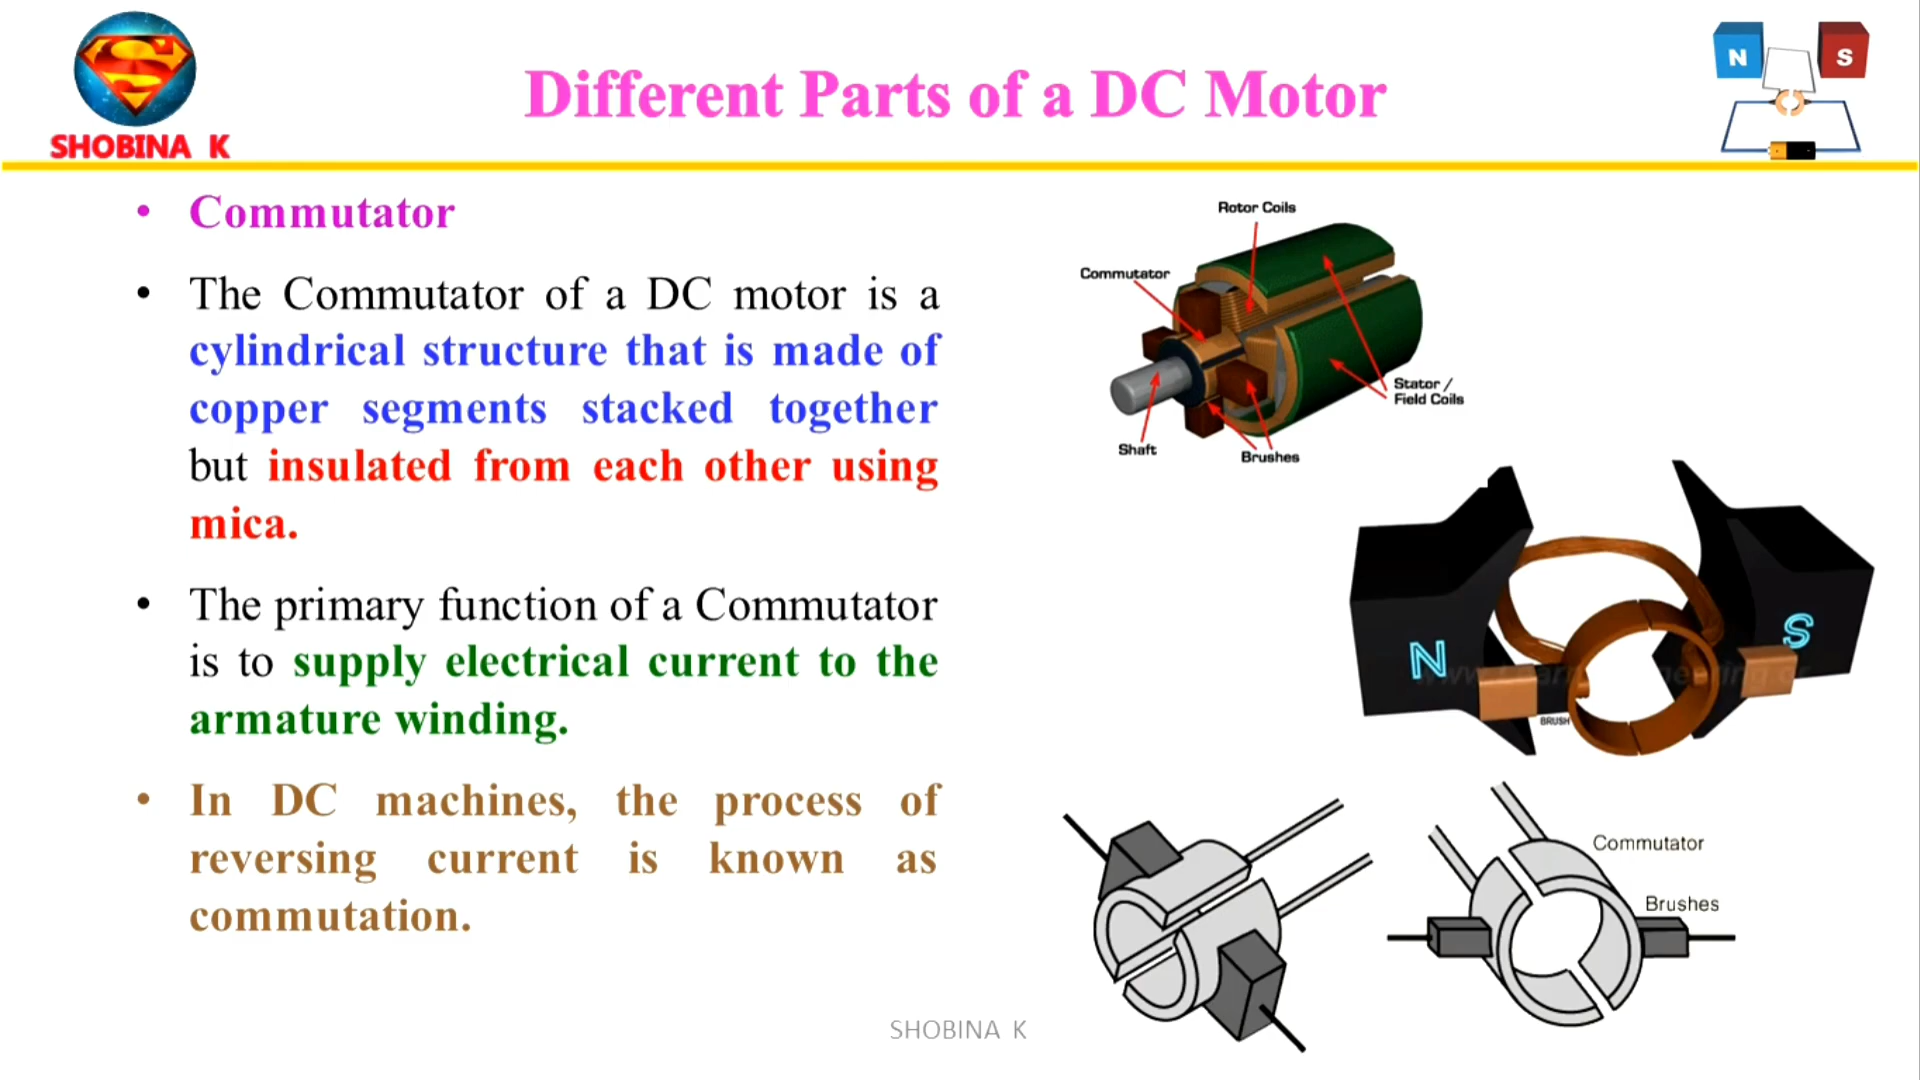 SHOBINA K
Different Parts of a DC Motor
N
S
• Commutator
• The Commutator of a DC motor is a
cylindrical structure that is made of
copper segments stacked together
but insulated from each other using
mica.
• The primary function of a Commutator
is to supply electrical current to the
armature winding.
• In DC machines, the process of
reversing current is known as
commutation.
Rotor Coils
Commutator
Stator /
Field Coils
Shaft
Brushes
N
S
BRUSH
Commutator
Brushes
SHOBINA K